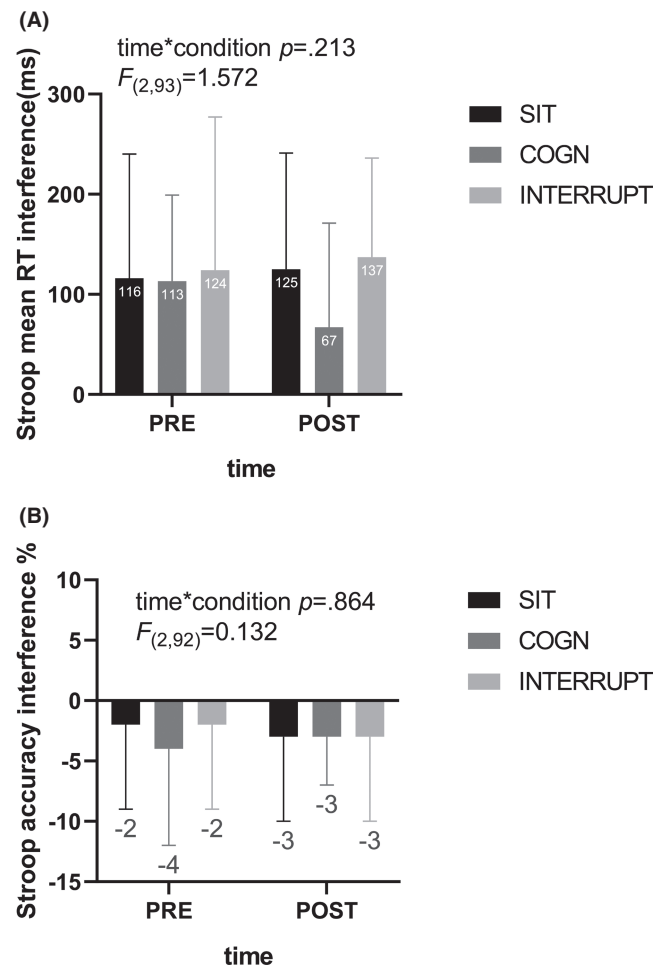 (A)
time*condition p=.213
F(2,93)=1.572
Stroop mean RT interference(ms)
300
200
100
0
116
113
124
125
67
137
PRE
POST
time
SIT
COGN
INTERRUPT
(B)
time*condition p=.864
F(2,92)=0.132
Stroop accuracy interference %
10
5
0
-5
-10
-15
-2
-4
-2
-3
-3
-3
PRE
POST
time
SIT
COGN
INTERRUPT